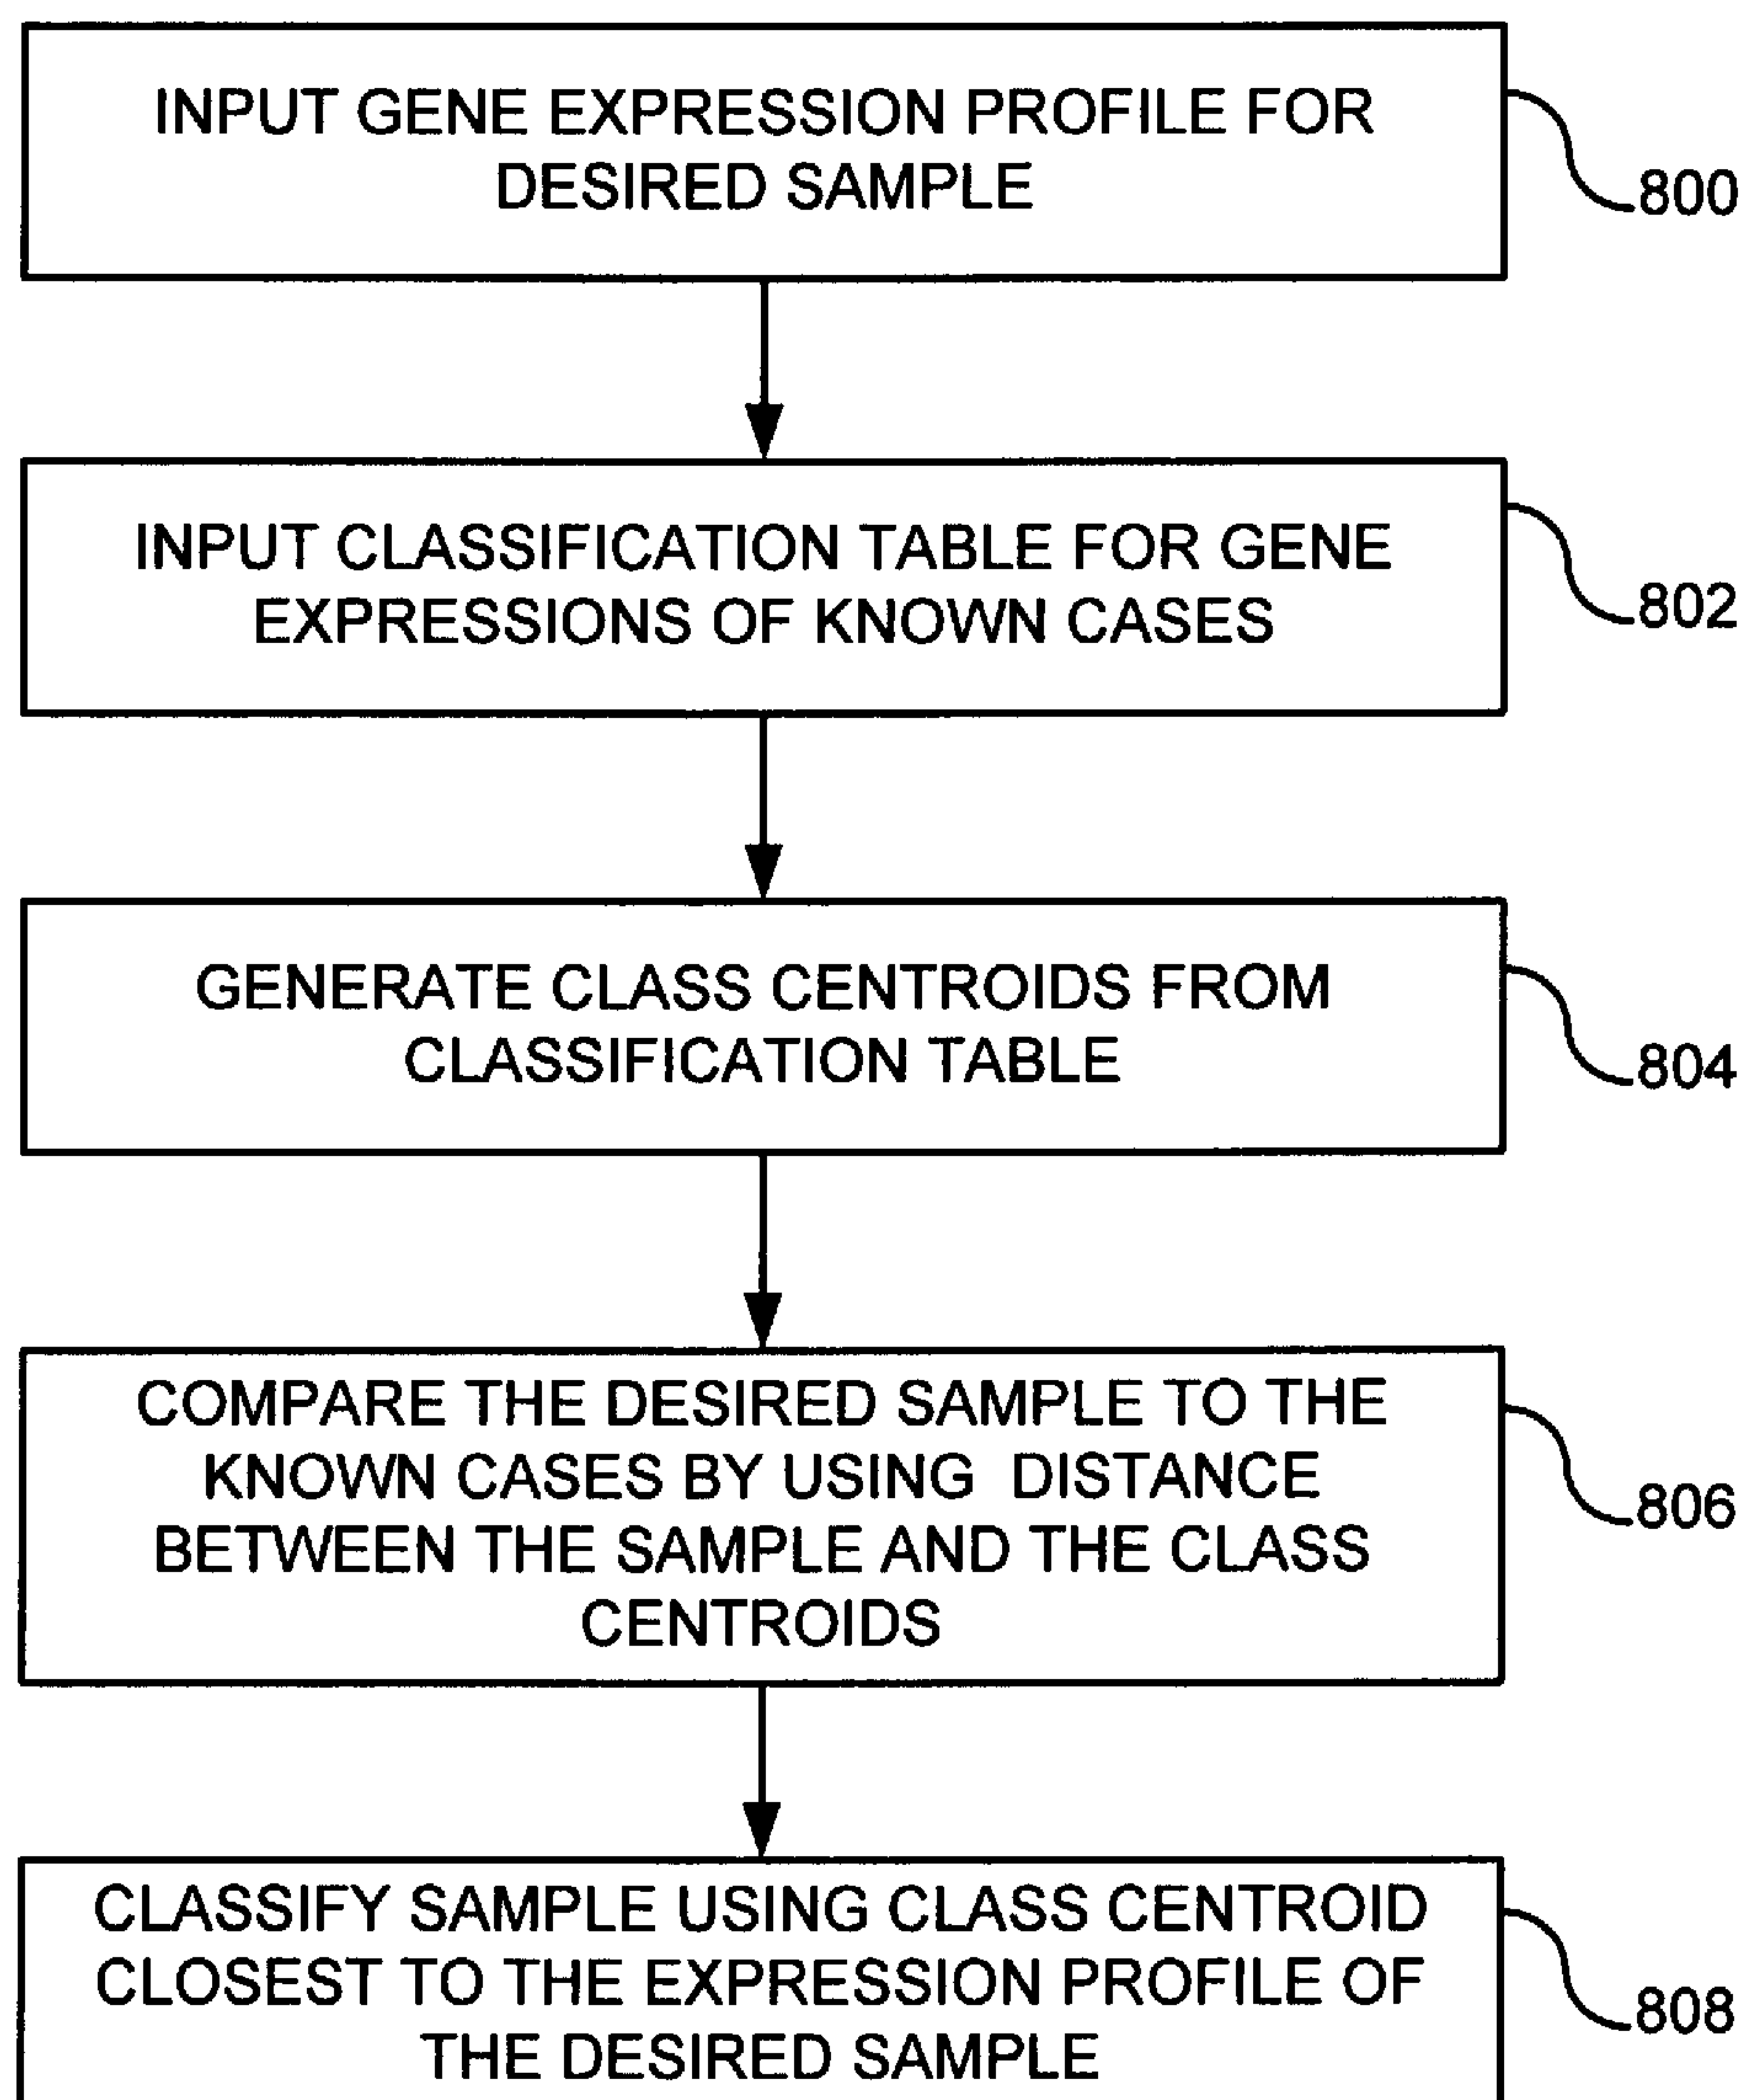 INPUT GENE EXPRESSION PROFILE FOR
DESIRED SAMPLE
800
INPUT CLASSIFICATION TABLE FOR GENE
EXPRESSIONS OF KNOWN CASES
802
GENERATE CLASS CENTROIDS FROM
CLASSIFICATION TABLE
804
COMPARE THE DESIRED SAMPLE TO THE
KNOWN CASES BY USING DISTANCE
BETWEEN THE SAMPLE AND THE CLASS
CENTROIDS
806
CLASSIFY SAMPLE USING CLASS CENTROID
CLOSEST TO THE EXPRESSION PROFILE OF
THE DESIRED SAMPLE
808